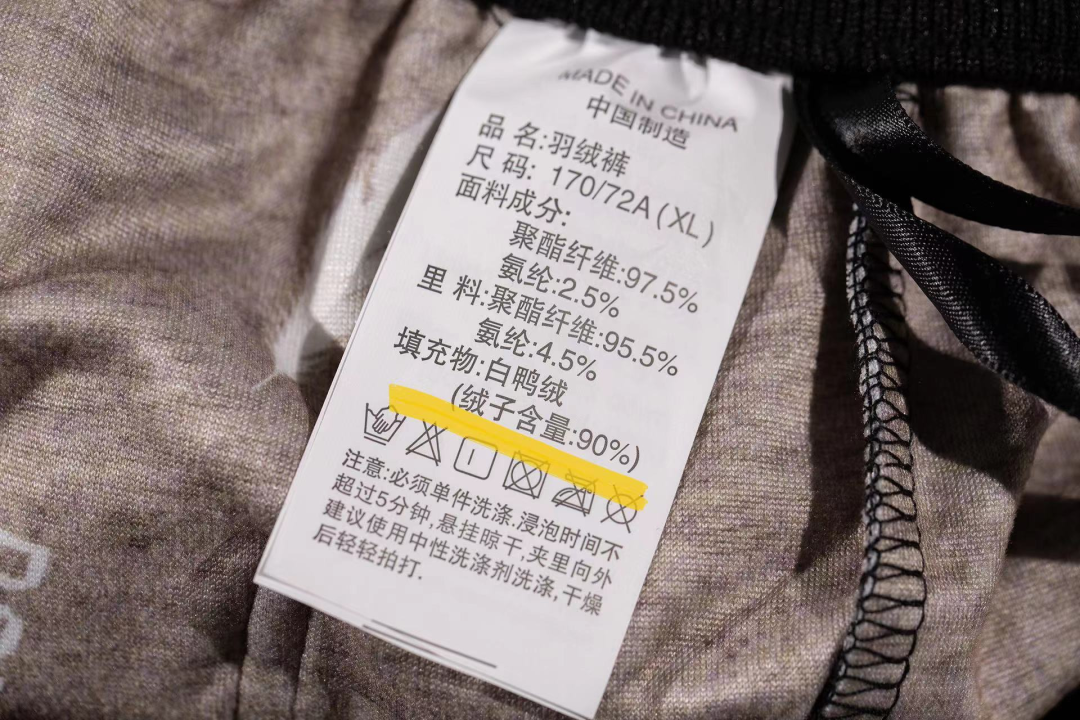 MADE IN CHINA
中国制造
品 名:羽绒裤
尺 码: 170/72A(XL)
面料成分:
聚酯纤维:97.5%
氨纶:2.5%
里 料:聚酯纤维:95.5%
氨纶:4.5%
填充物:白鸭绒
(绒子含量:90%)
注意:必须单件洗涤.浸泡时间不
超过5分钟,悬挂晾干,夹里向外
建议使用中性洗涤剂洗涤,干燥
后轻轻拍打.